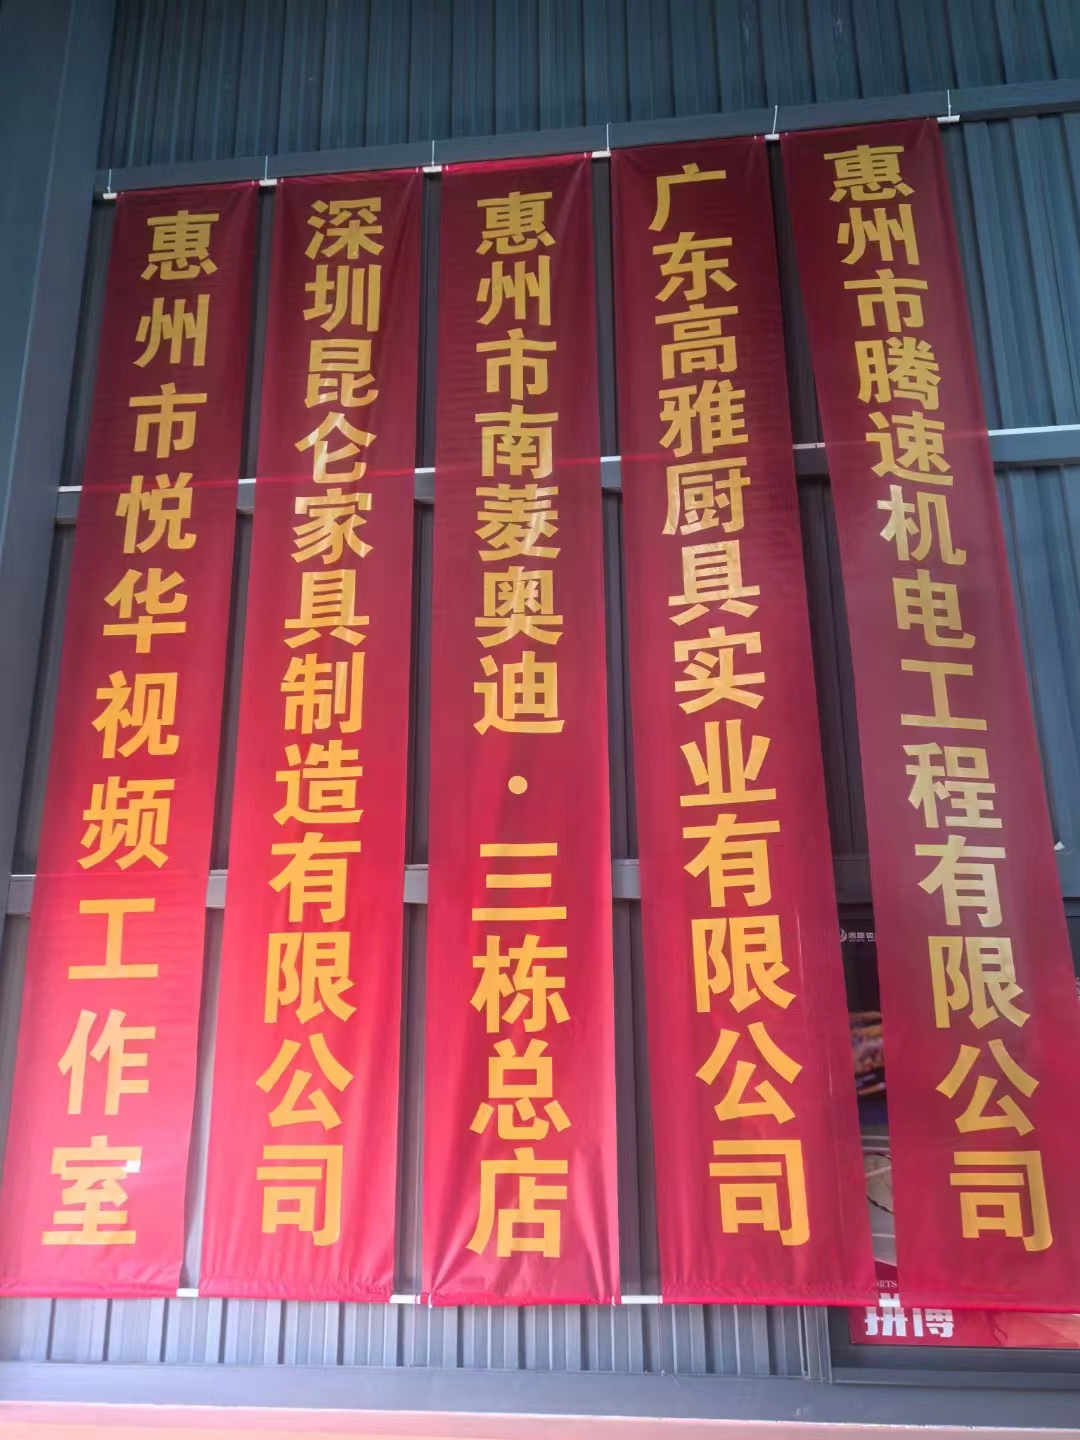 惠州市悦华视频工作室
深圳昆仑家具制造有限公司
惠州市南菱奥迪·三栋总店
广东高雅厨具实业有限公司
惠州市腾速机电工程有限公司
拼博